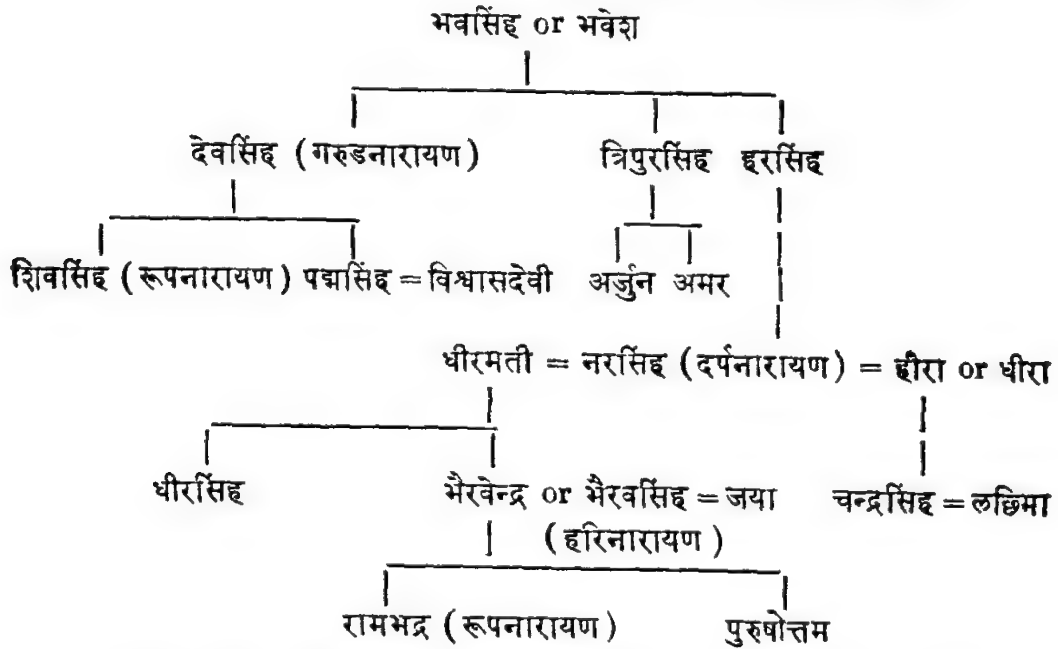 भवसिंह or भवेश
देवसिंह (गरुडनारायण) त्रिपुरसिंह हरसिंह
शिवसिंह (रूपनारायण) पद्मसिंह = विश्वासदेवी अर्जुन अमर
धीरमती = नरसिंह (दर्पनारायण) = हीरा or धीरा
धीरसिंह भैरवेन्द्र or भैरवसिंह = जया चन्द्रसिंह = लछिमा
(हरिनारायण)
रामभद्र (रूपनारायण) पुरुषोत्तम